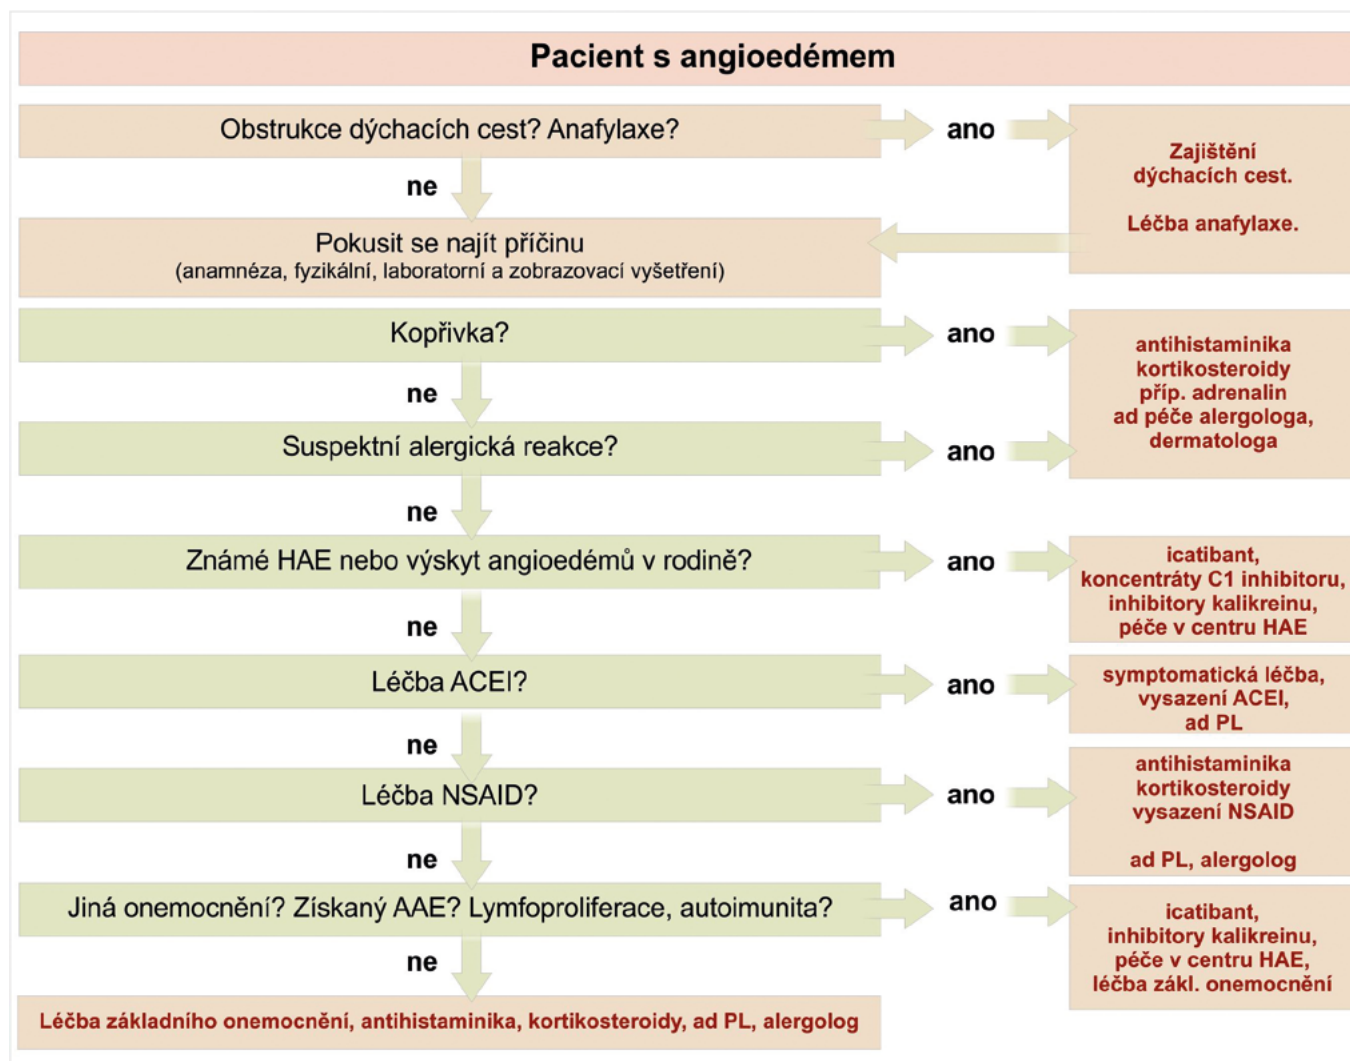 Pacient s angioedémem
Obstrukce dýchacích cest? Anafylaxe?
ano
Zajištění
dýchacích cest.
Léčba anafylaxe.
ne
Pokusit se najít příčinu
(anamnéza, fyzikální, laboratorní a zobrazovací vyšetření)
Kopřivka?
ano
antihistaminika
kortikosteroidy
příp. adrenalin
ad péče alergologa,
dermatologa
ne
Suspektní alergická reakce?
ano
ne
Známé HAE nebo výskyt angioedémů v rodině?
ano
icatibant,
koncentráty C1 inhibitoru,
inhibitory kalikreinu,
péče v centru HAE
ne
Léčba ACEI?
ano
symptomatická léčba,
vysazení ACEI,
ad PL
ne
Léčba NSAID?
ano
antihistaminika
kortikosteroidy
vysazení NSAID
ad PL, alergolog
ne
Jiná onemocnění? Získaný AAE? Lymfoproliferace, autoimunita?
ano
icatibant,
inhibitory kalikreinu,
péče v centru HAE,
léčba zákl. onemocnění
ne
Léčba základního onemocnění, antihistaminika, kortikosteroidy, ad PL, alergolog